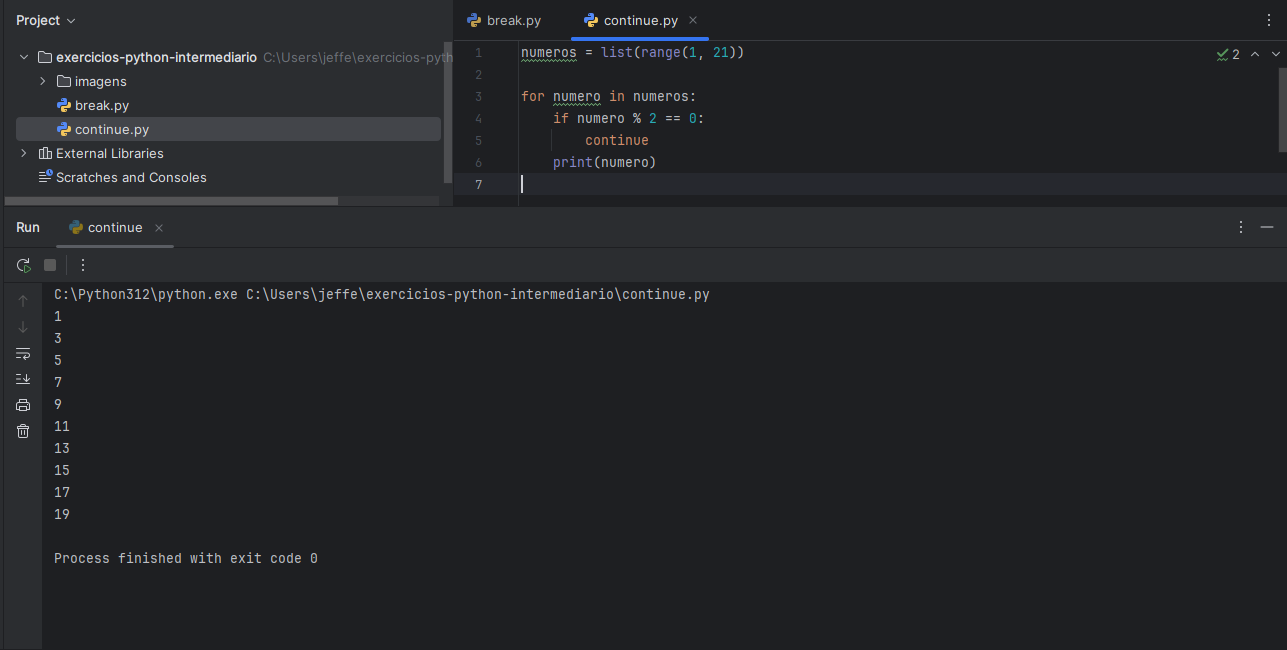 Project
exercicios-python-intermediario C:\Users\jeffe\exercicios-pyth
imagens
break.py
continue.py
External Libraries
Scratches and Consoles
break.py continue.py
1 numeros = list(range(1, 21))
2
3 for numero in numeros:
4     if numero % 2 == 0:
5         continue
6     print(numero)
7
2
Run continue
C:\Python312\python.exe C:\Users\jeffe\exercicios-python-intermediario\continue.py
1
3
5
7
9
11
13
15
17
19
Process finished with exit code 0